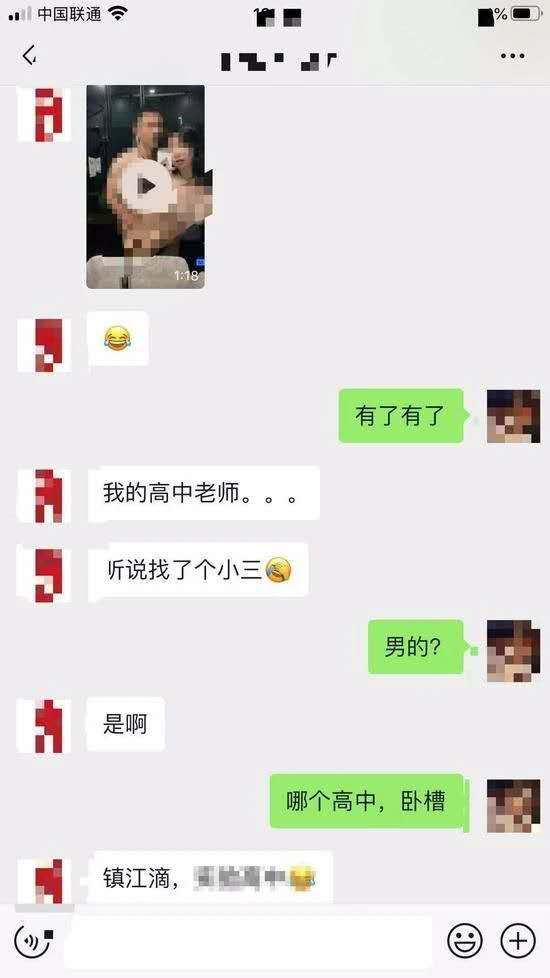 中国联通
%
1:18
有了有了
我的高中老师。。。
听说找了个小三
男的?
是啊
哪个高中，卧槽
镇江滴，